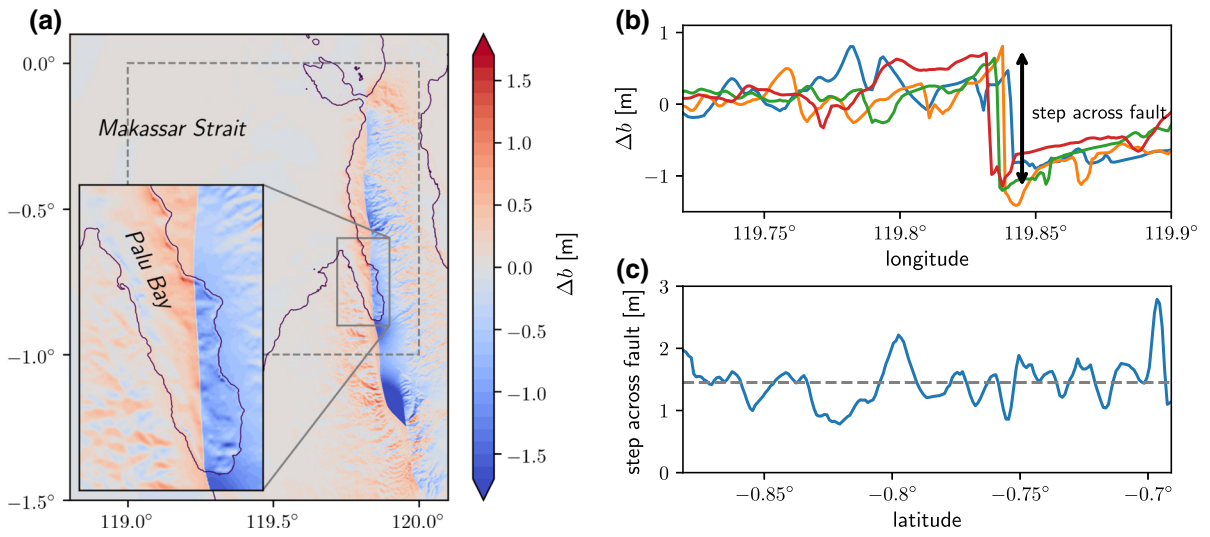 (a)
0.0°
−0.5°
−1.0°
−1.5°
119.0°
119.5°
120.0°
Makassar Strait
Palu Bay
1.5
1.0
0.5
0.0
−0.5
−1.0
−1.5
Δb [m]
(b)
Δb [m]
1
0
−1
step across fault
119.75°
119.8°
119.85°
119.9°
longitude
(c)
step across fault [m]
3
2
1
0
−0.85°
−0.8°
−0.75°
−0.7°
latitude